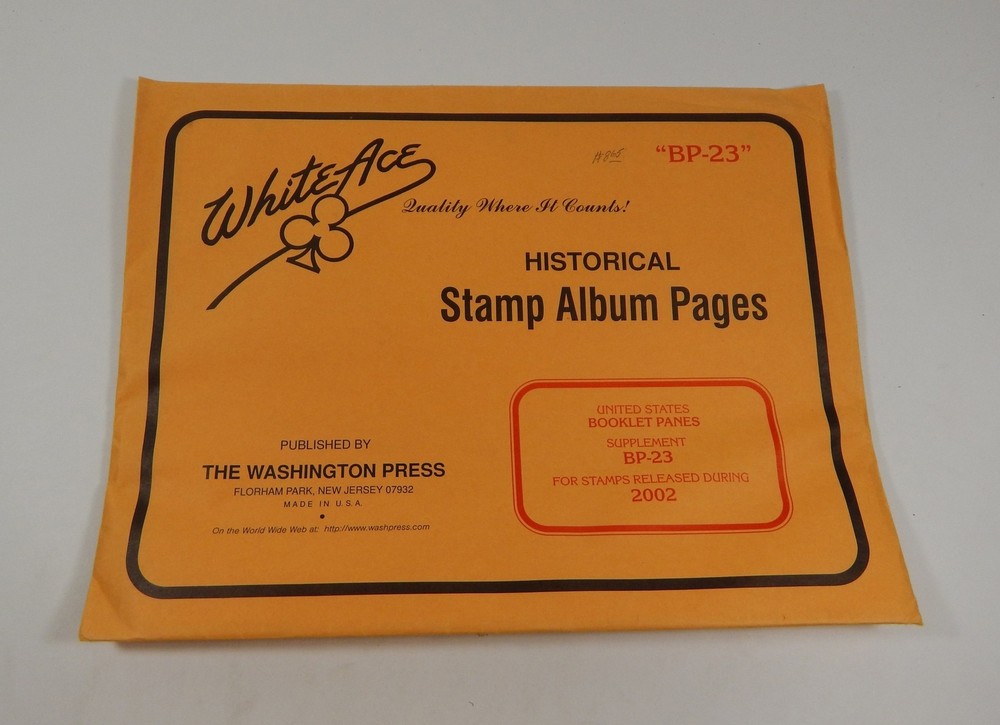 White Ace
#865
"BP-23"
Quality Where It Counts!
HISTORICAL
Stamp Album Pages
UNITED STATES
BOOKLET PANES
SUPPLEMENT
BP-23
FOR STAMPS RELEASED DURING
2002
PUBLISHED BY
THE WASHINGTON PRESS
FLORHAM PARK, NEW JERSEY 07932
MADE IN U.S.A.
On the World Wide Web at: http://www.washpress.com